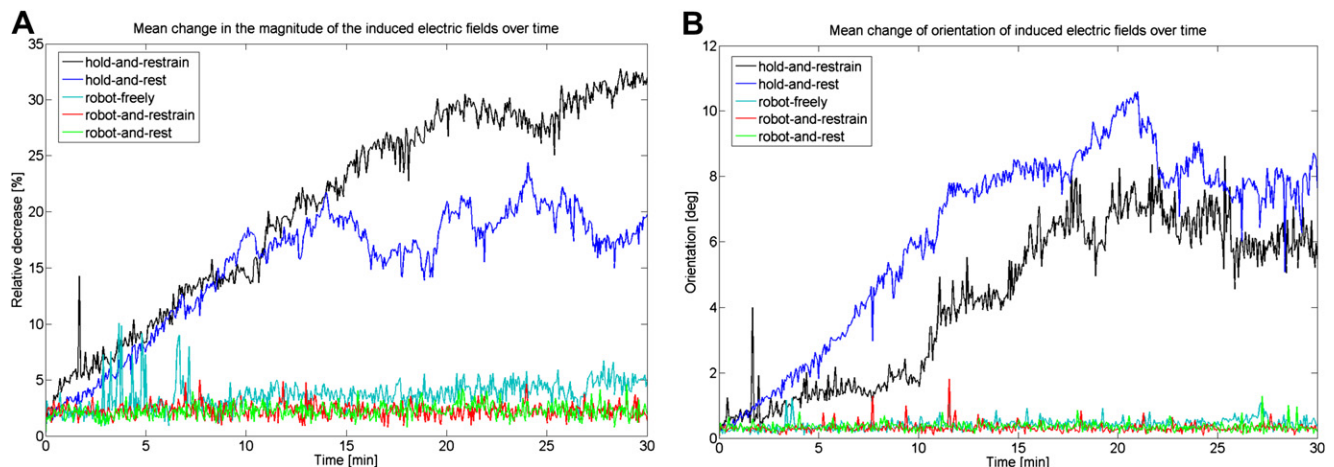 A
Mean change in the magnitude of the induced electric fields over time
35
30
25
20
15
10
5
0
Relative decrease [%]
hold-and-restrain
hold-and-rest
robot-freely
robot-and-restrain
robot-and-rest
0 5 10 15 20 25 30
Time [min]
B
Mean change of orientation of induced electric fields over time
12
10
8
6
4
2
0
Orientation [deg]
hold-and-restrain
hold-and-rest
robot-freely
robot-and-restrain
robot-and-rest
0 5 10 15 20 25 30
Time [min]